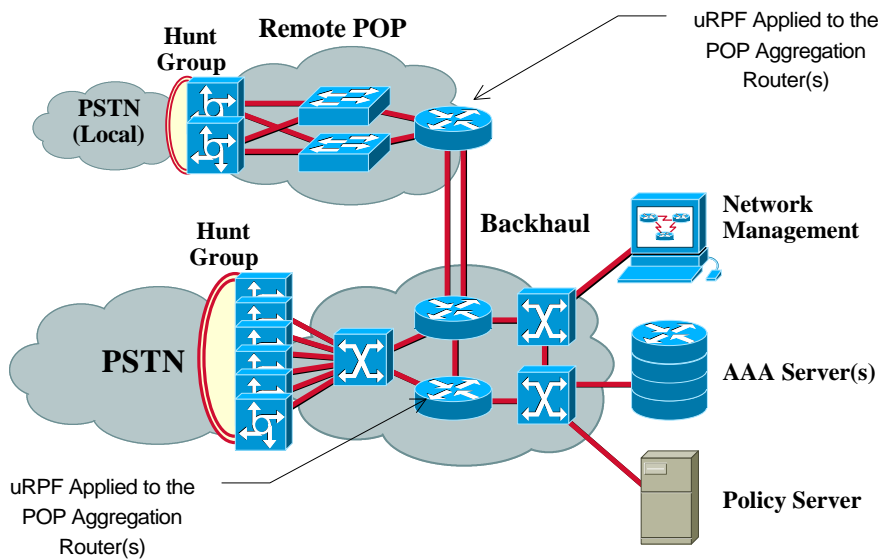 Hunt
Group
Remote POP
uRPF Applied to the
POP Aggregation
Router(s)
PSTN
(Local)
Backhaul
Network
Management
Hunt
Group
PSTN
AAA Server(s)
uRPF Applied to the
POP Aggregation
Router(s)
Policy Server